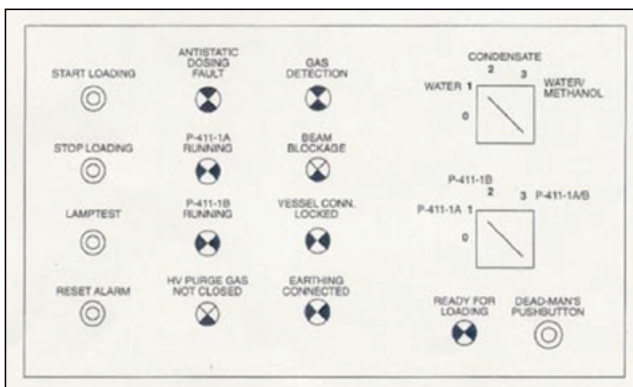 START LOADING
ANTISTATIC
DOSING
FAULT
GAS
DETECTION
STOP LOADING
P-411-1A
RUNNING
BEAM
BLOCKAGE
LAMPTEST
P-411-1B
RUNNING
VESSEL CONN.
LOCKED
RESET ALARM
HV PURGE GAS
NOT CLOSED
EARTHING
CONNECTED
CONDENSATE
2 3
WATER 1 WATER/
METHANOL
0
P-411-1B
2 3 P-411-1A/B
P-411-1A 1
0
READY FOR
LOADING
DEAD-MAN'S
PUSHBUTTON